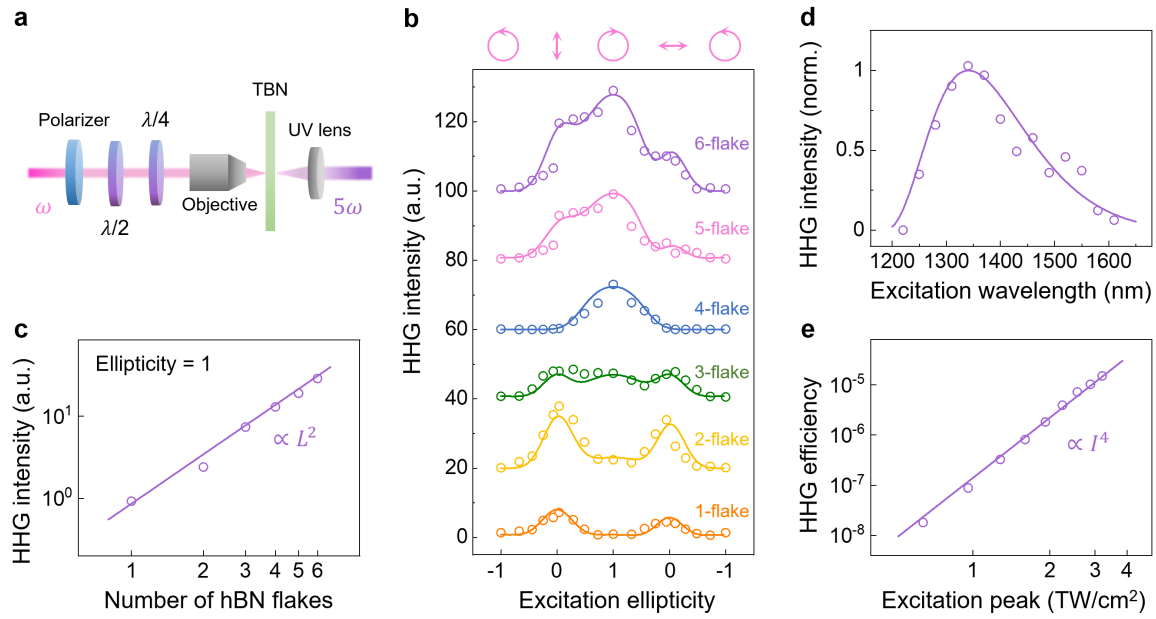 a
TBN
Polarizer
λ/4
UV lens
ω
λ/2
Objective
5ω
b
HHG intensity (a.u.)
120
100
80
60
40
20
0
6-flake
5-flake
4-flake
3-flake
2-flake
1-flake
-1 0 1 0 -1
Excitation ellipticity
c
HHG intensity (a.u.)
Ellipticity = 1
10¹
10⁰
∝ L²
1 2 3 4 5 6
Number of hBN flakes
d
HHG intensity (norm.)
1
0.5
0
1200 1300 1400 1500 1600
Excitation wavelength (nm)
e
HHG efficiency
10⁻⁵
10⁻⁶
10⁻⁷
10⁻⁸
∝ I⁴
1 2 3 4
Excitation peak (TW/cm²)